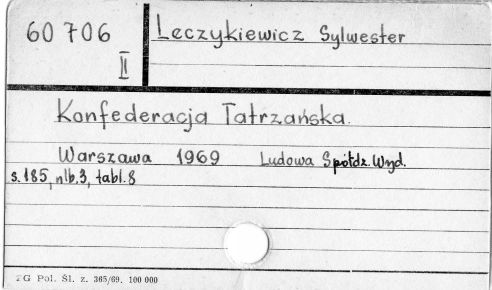 60 706
II
Leczykiewicz Sylwester
Konfederacja Tatrzańska.
Warszawa 1969 Ludowa Spółdz. Wyd.
s. 185, nlb. 3, tabl. 8
ZG Pol. Śl. z. 365/69. 100 000